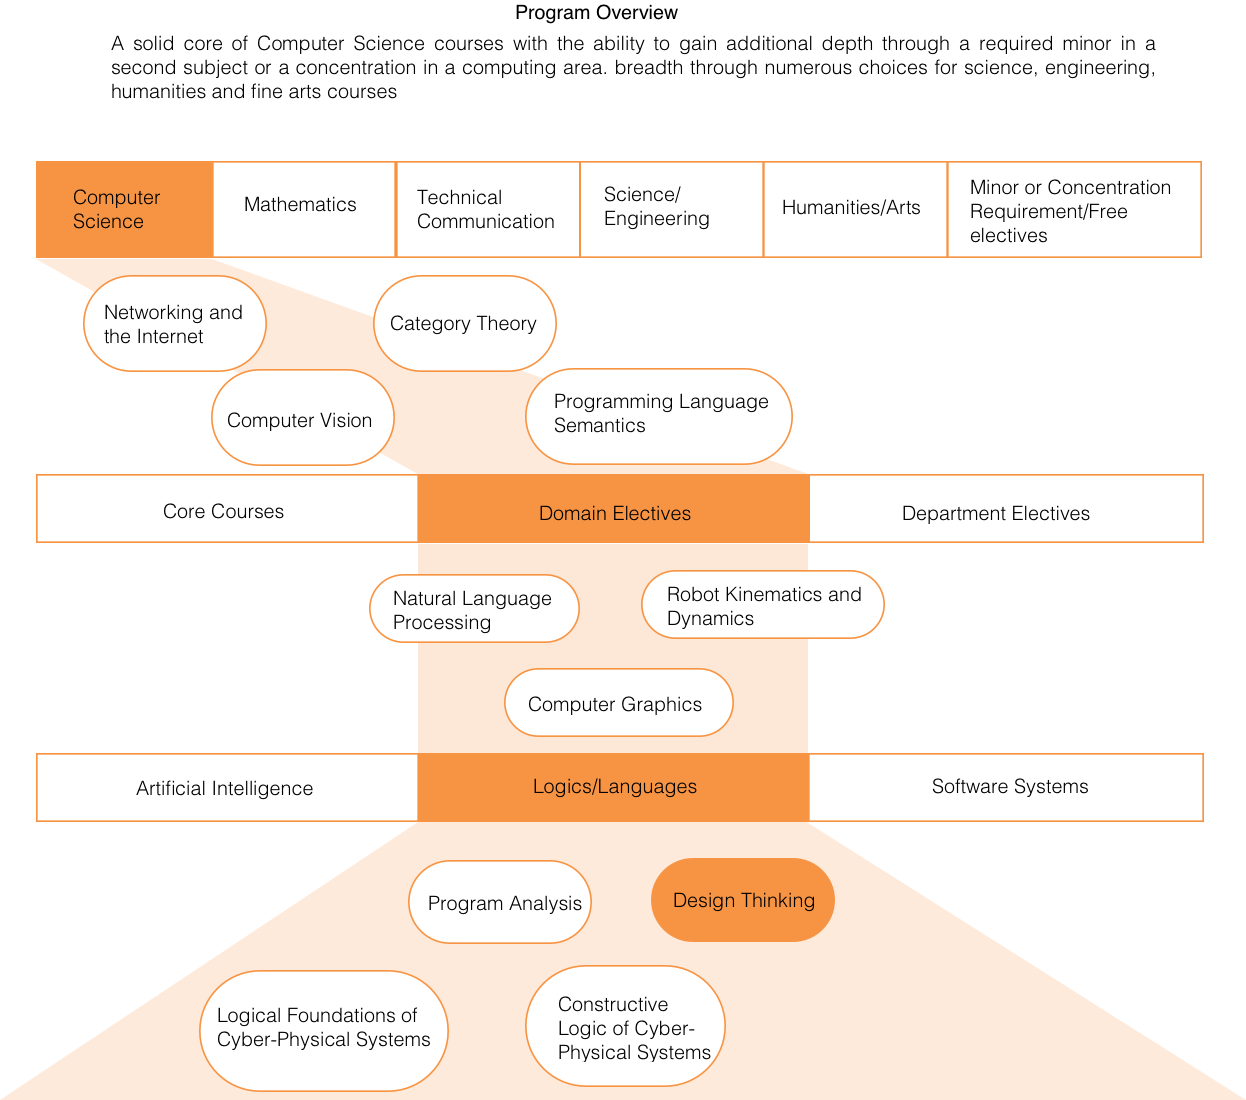 Program Overview
A solid core of Computer Science courses with the ability to gain additional depth through a required minor in a
second subject or a concentration in a computing area. breadth through numerous choices for science, engineering,
humanities and fine arts courses
Computer
Science
Mathematics
Technical
Communication
Science/
Engineering
Humanities/Arts
Minor or Concentration
Requirement/Free
electives
Networking and
the Internet
Category Theory
Computer Vision
Programming Language
Semantics
Core Courses
Domain Electives
Department Electives
Natural Language
Processing
Robot Kinematics and
Dynamics
Computer Graphics
Artificial Intelligence
Logics/Languages
Software Systems
Program Analysis
Design Thinking
Logical Foundations of
Cyber-Physical Systems
Constructive
Logic of Cyber-
Physical Systems